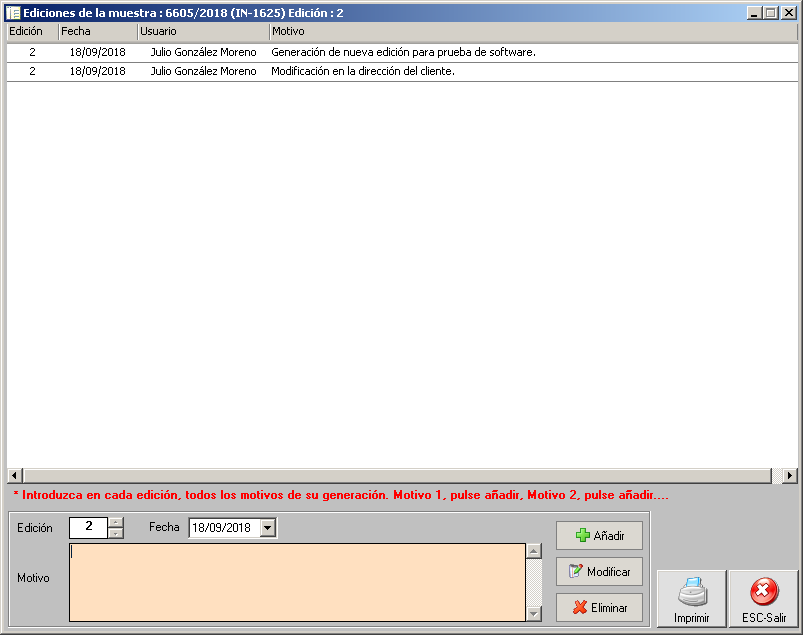 Ediciones de la muestra : 6605/2018 (IN-1625) Edición : 2
Edición Fecha Usuario Motivo
2 18/09/2018 Julio González Moreno Generación de nueva edición para prueba de software.
2 18/09/2018 Julio González Moreno Modificación en la dirección del cliente.
* Introduzca en cada edición, todos los motivos de su generación. Motivo 1, pulse añadir, Motivo 2, pulse añadir....
Edición 2 Fecha 18/09/2018
Motivo
Añadir
Modificar
Eliminar
Imprimir
ESC-Salir